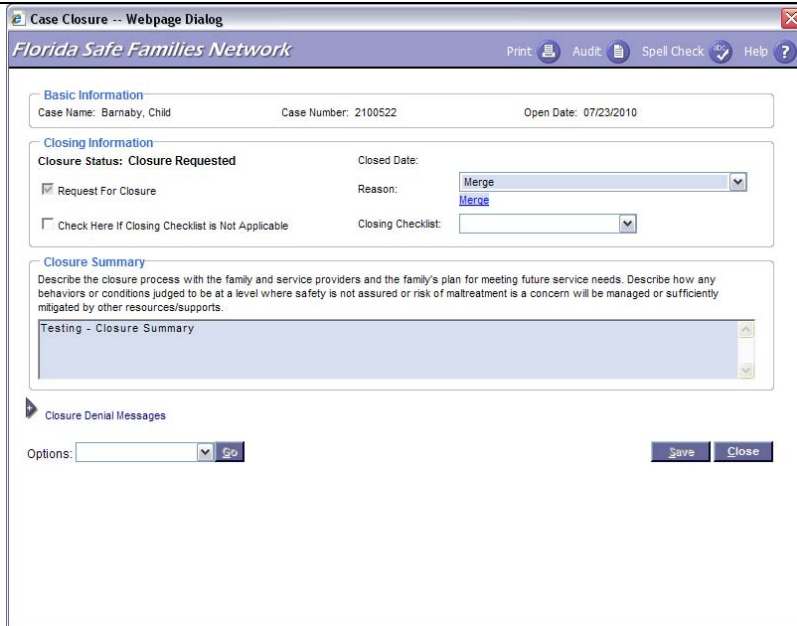 Case Closure -- Webpage Dialog
Florida Safe Families Network
Print Audit abc Spell Check Help ?
Basic Information
Case Name: Barnaby, Child Case Number: 2100522 Open Date: 07/23/2010
Closing Information
Closure Status: Closure Requested Closed Date:
Request For Closure Reason: Merge
Merge
Check Here If Closing Checklist is Not Applicable Closing Checklist:
Closure Summary
Describe the closure process with the family and service providers and the family's plan for meeting future service needs. Describe how any
behaviors or conditions judged to be at a level where safety is not assured or risk of maltreatment is a concern will be managed or sufficiently
mitigated by other resources/supports.
Testing - Closure Summary
Closure Denial Messages
Options: Go Save Close